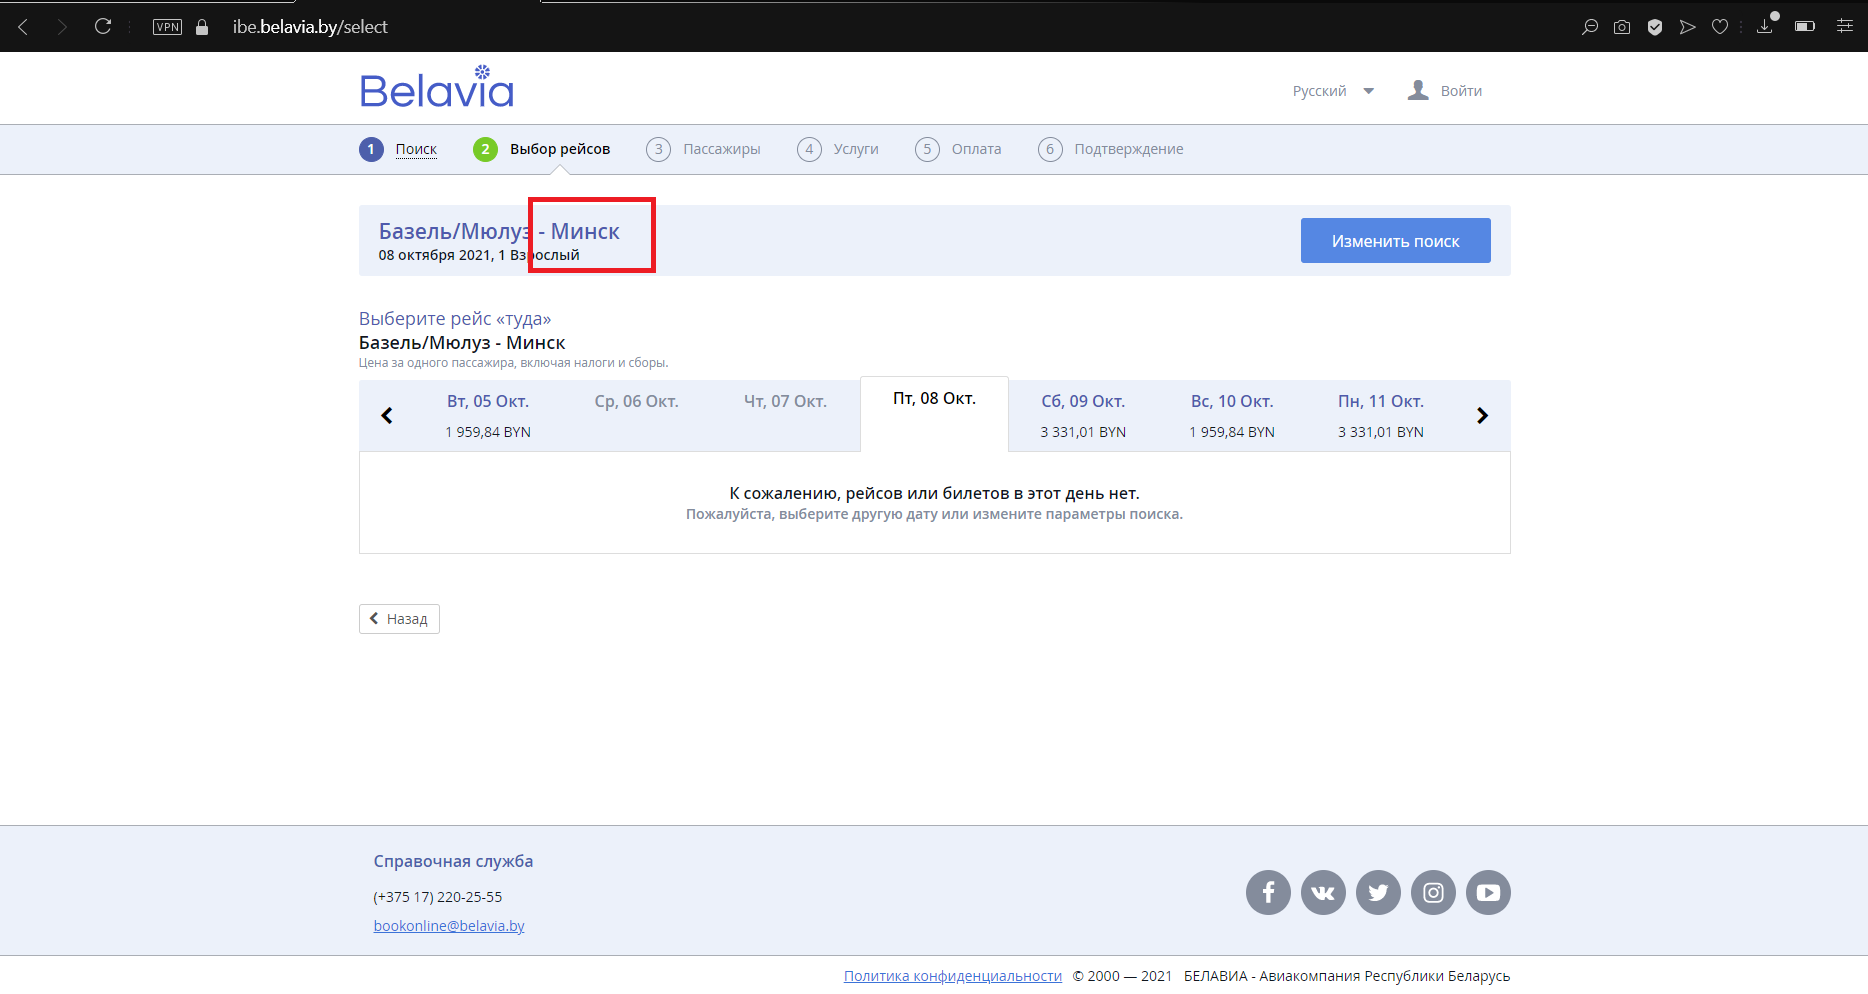 VPN ibe.belavia.by/select
Belavia
Русский Войти
1 Поиск 2 Выбор рейсов 3 Пассажиры 4 Услуги 5 Оплата 6 Подтверждение
Базель/Мюлуз - Минск
08 октября 2021, 1 Взрослый
Изменить поиск
Выберите рейс «туда»
Базель/Мюлуз - Минск
Цена за одного пассажира, включая налоги и сборы.
Вт, 05 Окт. Ср, 06 Окт. Чт, 07 Окт. Пт, 08 Окт. Сб, 09 Окт. Вс, 10 Окт. Пн, 11 Окт.
1 959,84 BYN 3 331,01 BYN 1 959,84 BYN 3 331,01 BYN
К сожалению, рейсов или билетов в этот день нет.
Пожалуйста, выберите другую дату или измените параметры поиска.
Назад
Справочная служба
(+375 17) 220-25-55
bookonline@belavia.by
Политика конфиденциальности © 2000 — 2021 БЕЛАВИА - Авиакомпания Республики Беларусь